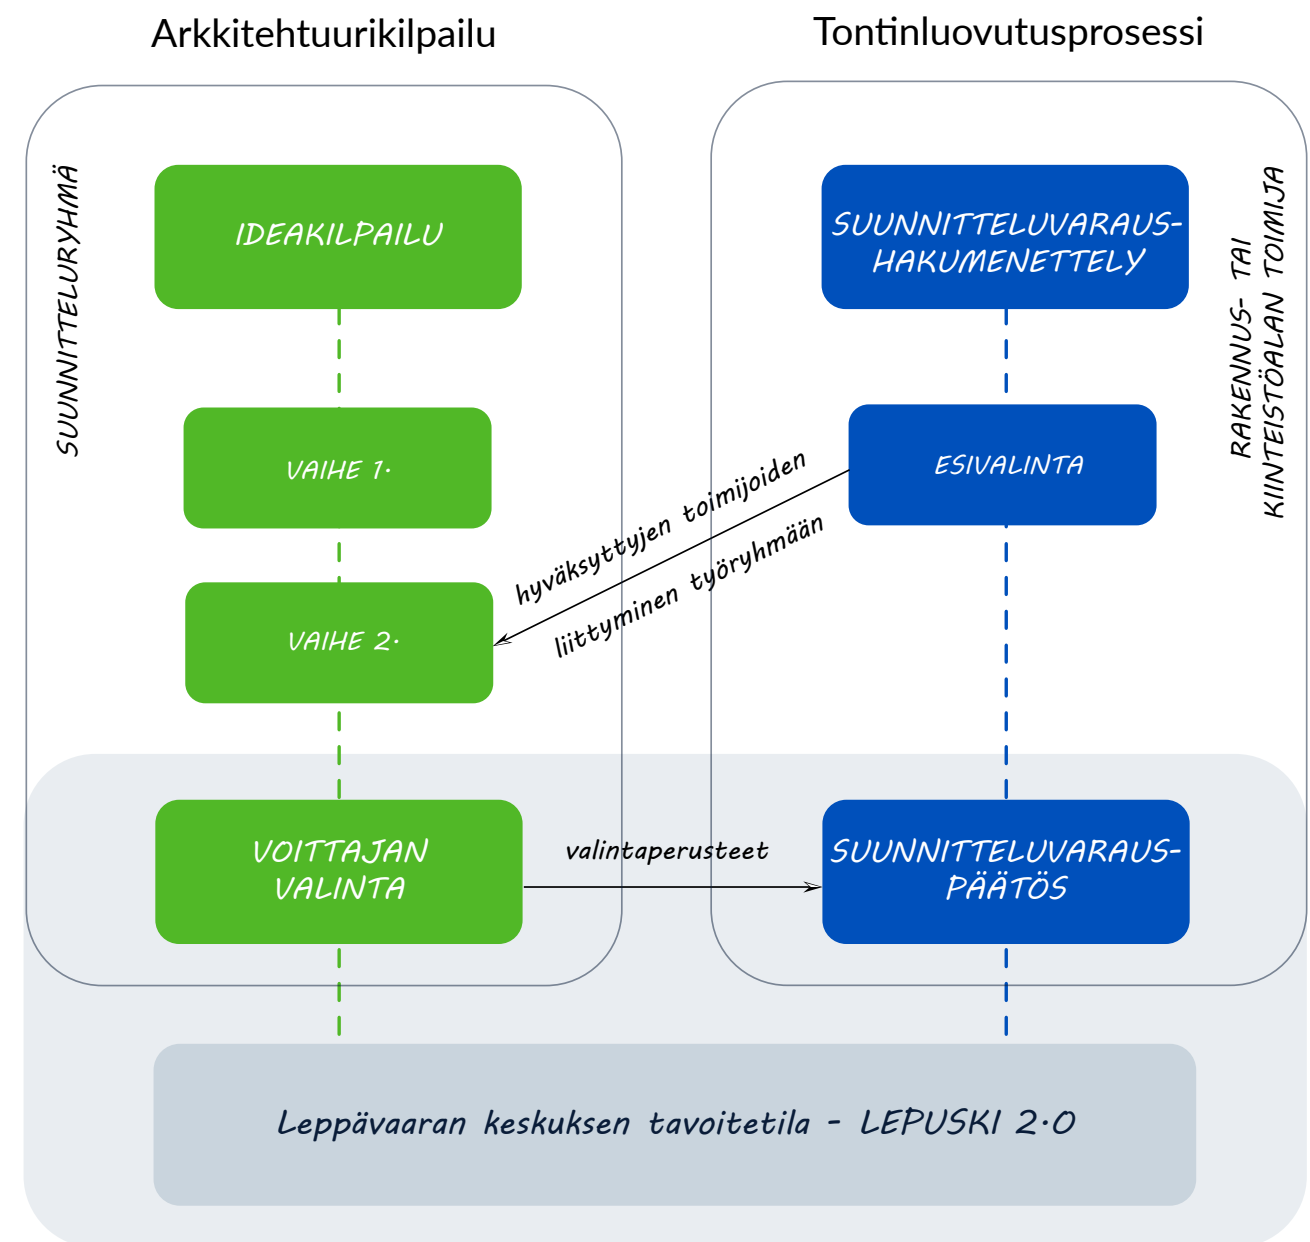 Arkkitehtuurikilpailu
Tontinluovutusprosessi
SUUNNITTELURYHMÄ
IDEAKILPAILU
SUUNNITTELUVARAUS-
HAKUMENETTELY
RAKENNUS- TAI
KIINTEISTÖALAN TOIMIJA
VAIHE 1.
ESIVALINTA
hyväksyttyjen toimijoiden
liittyminen työryhmään
VAIHE 2.
VOITTAJAN
VALINTA
valintaperusteet
SUUNNITTELUVARAUS-
PÄÄTÖS
Leppävaaran keskuksen tavoitetila - LEPUSKI 2.0